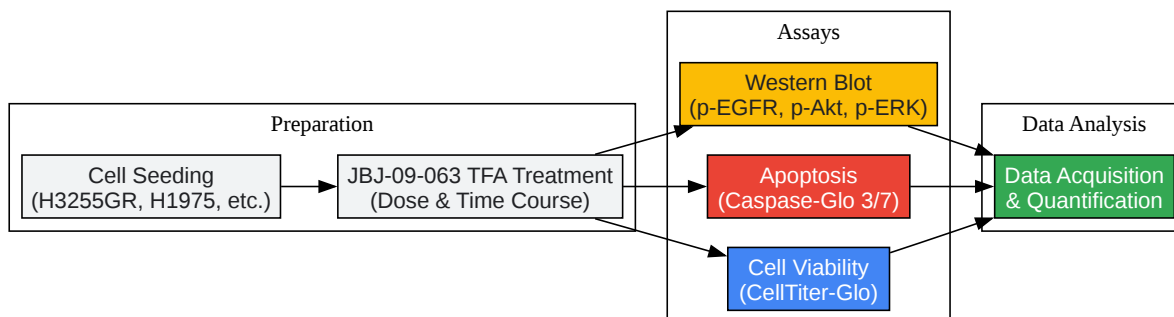 Preparation
Cell Seeding
(H3255GR, H1975, etc.)
JBJ-09-063 TFA Treatment
(Dose & Time Course)
Assays
Western Blot
(p-EGFR, p-Akt, p-ERK)
Apoptosis
(Caspase-Glo 3/7)
Cell Viability
(CellTiter-Glo)
Data Analysis
Data Acquisition
& Quantification